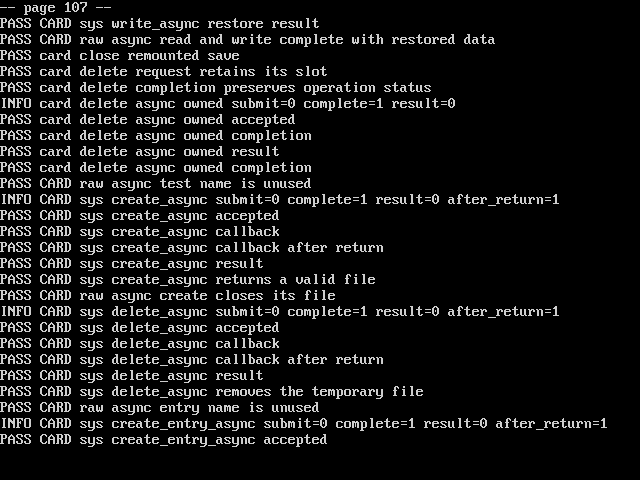 -- page 107 --
PASS CARD sys write_async restore result
PASS CARD raw async read and write complete with restored data
PASS card close remounted save
PASS card delete request retains its slot
PASS card delete completion preserves operation status
INFO card delete async owned submit=0 complete=1 result=0
PASS card delete async owned accepted
PASS card delete async owned completion
PASS card delete async owned result
PASS card delete async owned completion
PASS CARD raw async test name is unused
INFO CARD sys create_async submit=0 complete=1 result=0 after_return=1
PASS CARD sys create_async accepted
PASS CARD sys create_async callback
PASS CARD sys create_async callback after return
PASS CARD sys create_async result
PASS CARD sys create_async returns a valid file
PASS CARD raw async create closes its file
INFO CARD sys delete_async submit=0 complete=1 result=0 after_return=1
PASS CARD sys delete_async accepted
PASS CARD sys delete_async callback
PASS CARD sys delete_async callback after return
PASS CARD sys delete_async result
PASS CARD sys delete_async removes the temporary file
PASS CARD raw async entry name is unused
INFO CARD sys create_entry_async submit=0 complete=1 result=0 after_return=1
PASS CARD sys create_entry_async accepted